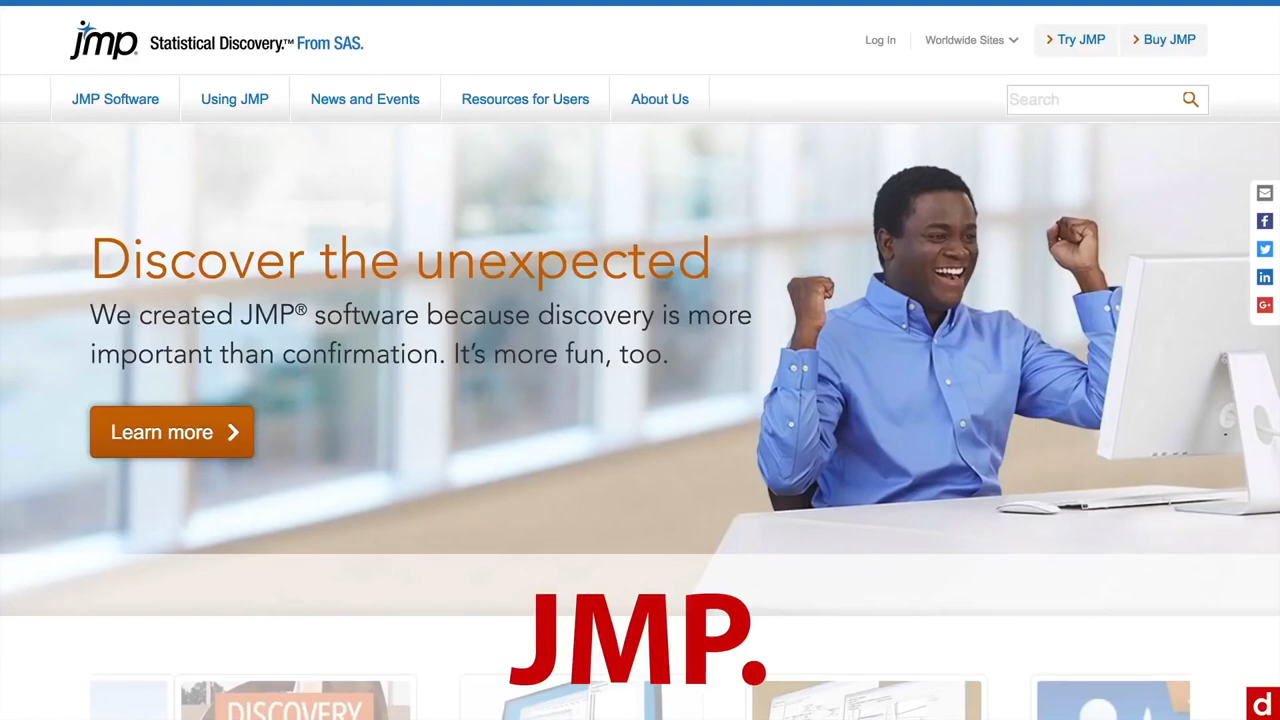 jmp Statistical Discovery.™ From SAS.
Log In
Worldwide Sites
Try JMP
Buy JMP
JMP Software
Using JMP
News and Events
Resources for Users
About Us
Search
Discover the unexpected
We created JMP® software because discovery is more
important than confirmation. It’s more fun, too.
Learn more
JMP.
DISCOVERY
f
in
G+
d